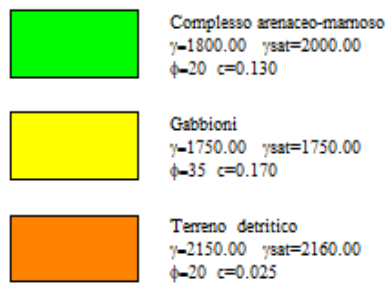 Complesso arenaceo-marnoso
γ=1800.00 γsat=2000.00
ϕ=20 c=0.130
Gabbioni
γ=1750.00 γsat=1750.00
ϕ=35 c=0.170
Terreno detritico
γ=2150.00 γsat=2160.00
ϕ=20 c=0.025